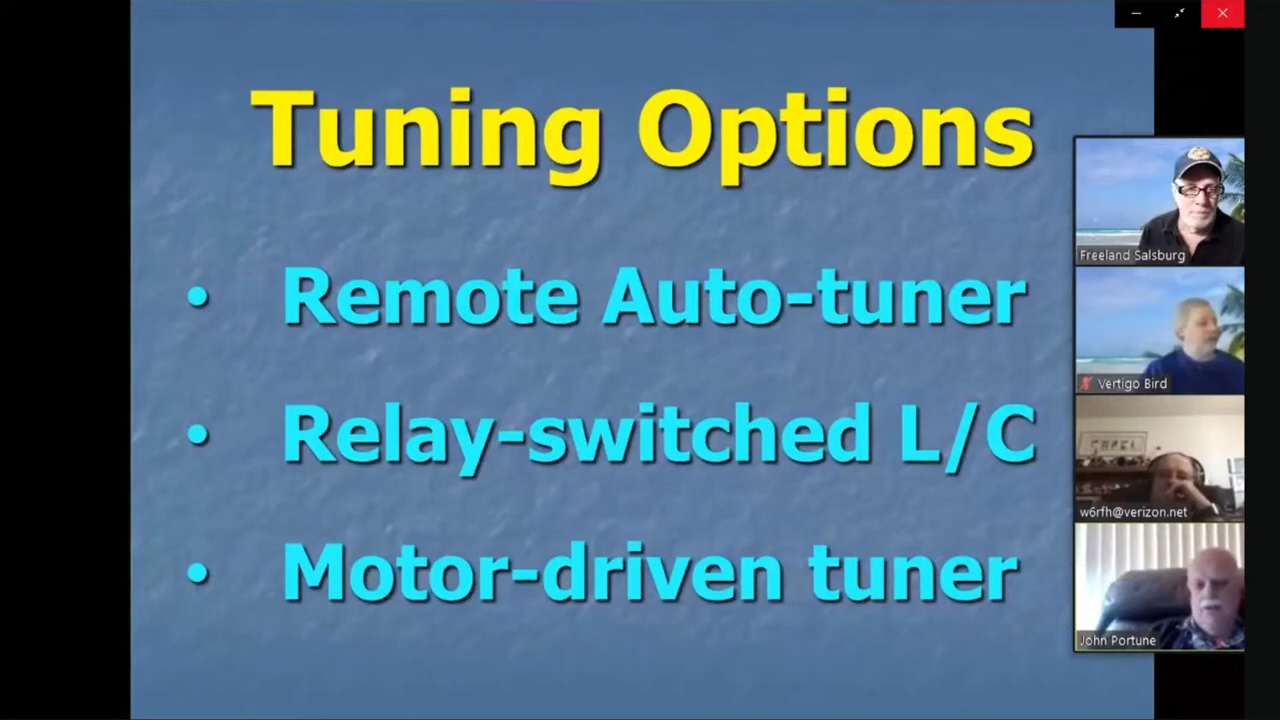 Tuning Options
• Remote Auto-tuner
• Relay-switched L/C
• Motor-driven tuner
Freeland Salsburg
Vertigo Bird
w6rfh@verizon.net
John Portune